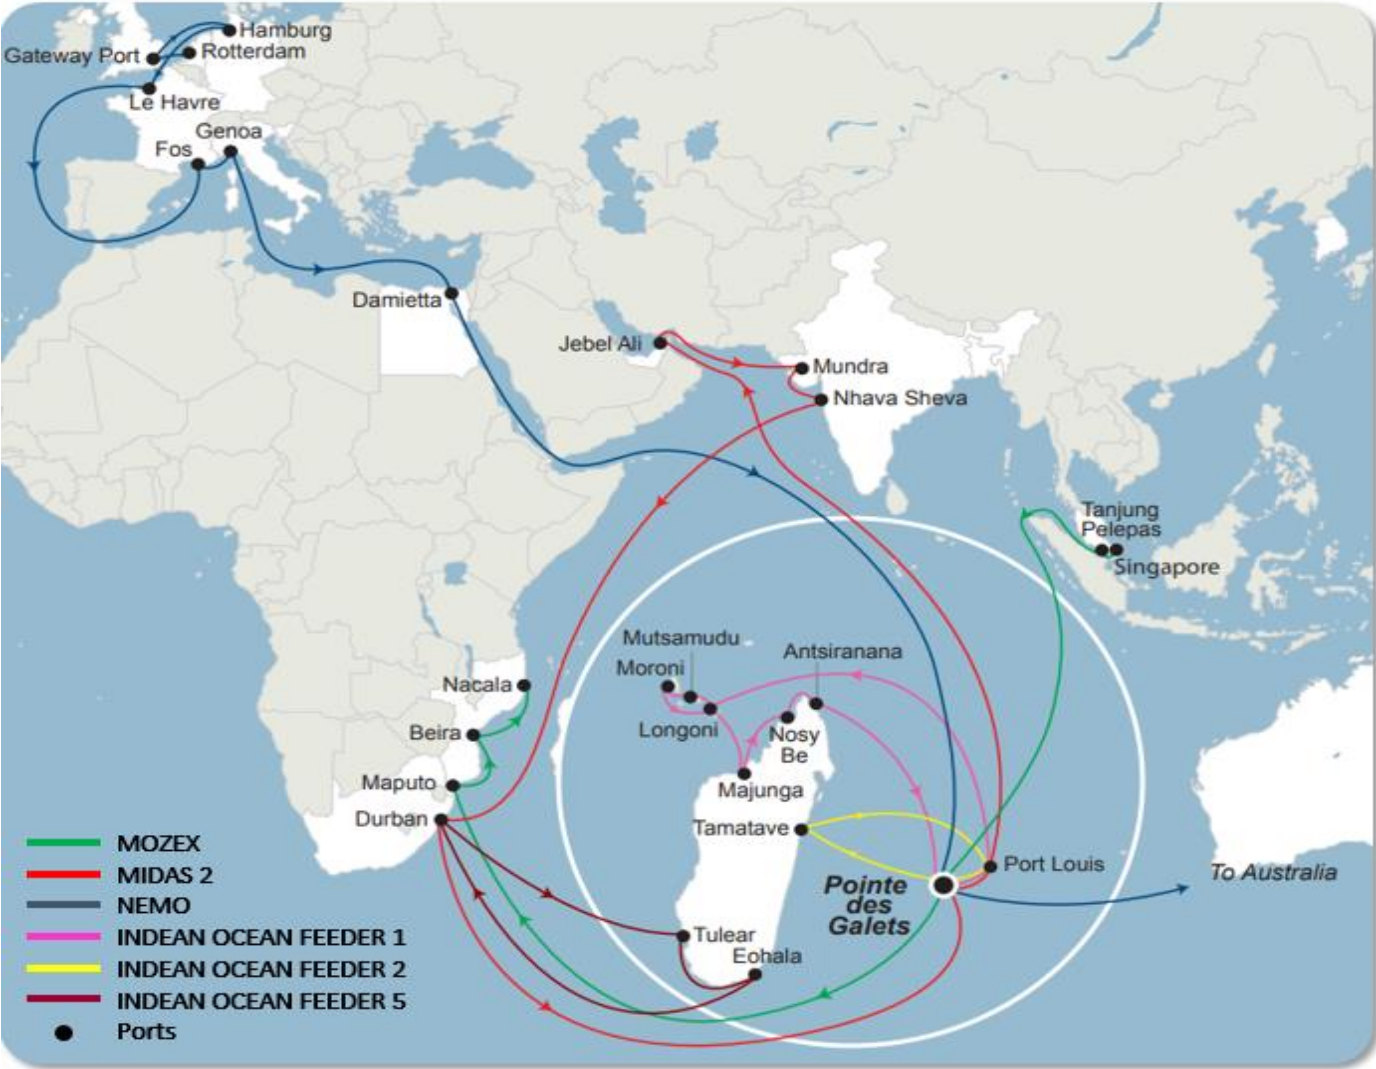 Hamburg
Gateway Port
Rotterdam
Le Havre
Genoa
Fos
Damietta
Jebel Ali
Mundra
Nhava Sheva
Tanjung
Pelepas
Singapore
Mutsamudu
Antsiranana
Moroni
Nacala
Longoni
Nosy
Be
Beira
Maputo
Majunga
Durban
Tamatave
Port Louis
To Australia
Pointe
des
Galets
Tulear
Eohala
MOZEX
MIDAS 2
NEMO
INDEAN OCEAN FEEDER 1
INDEAN OCEAN FEEDER 2
INDEAN OCEAN FEEDER 5
Ports